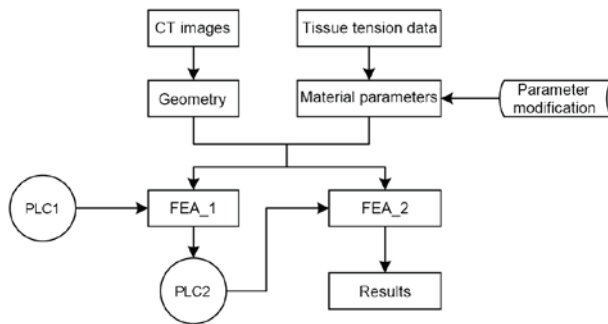 CT images
Tissue tension data
Geometry
Material parameters
Parameter
modification
PLC1
FEA_1
FEA_2
PLC2
Results